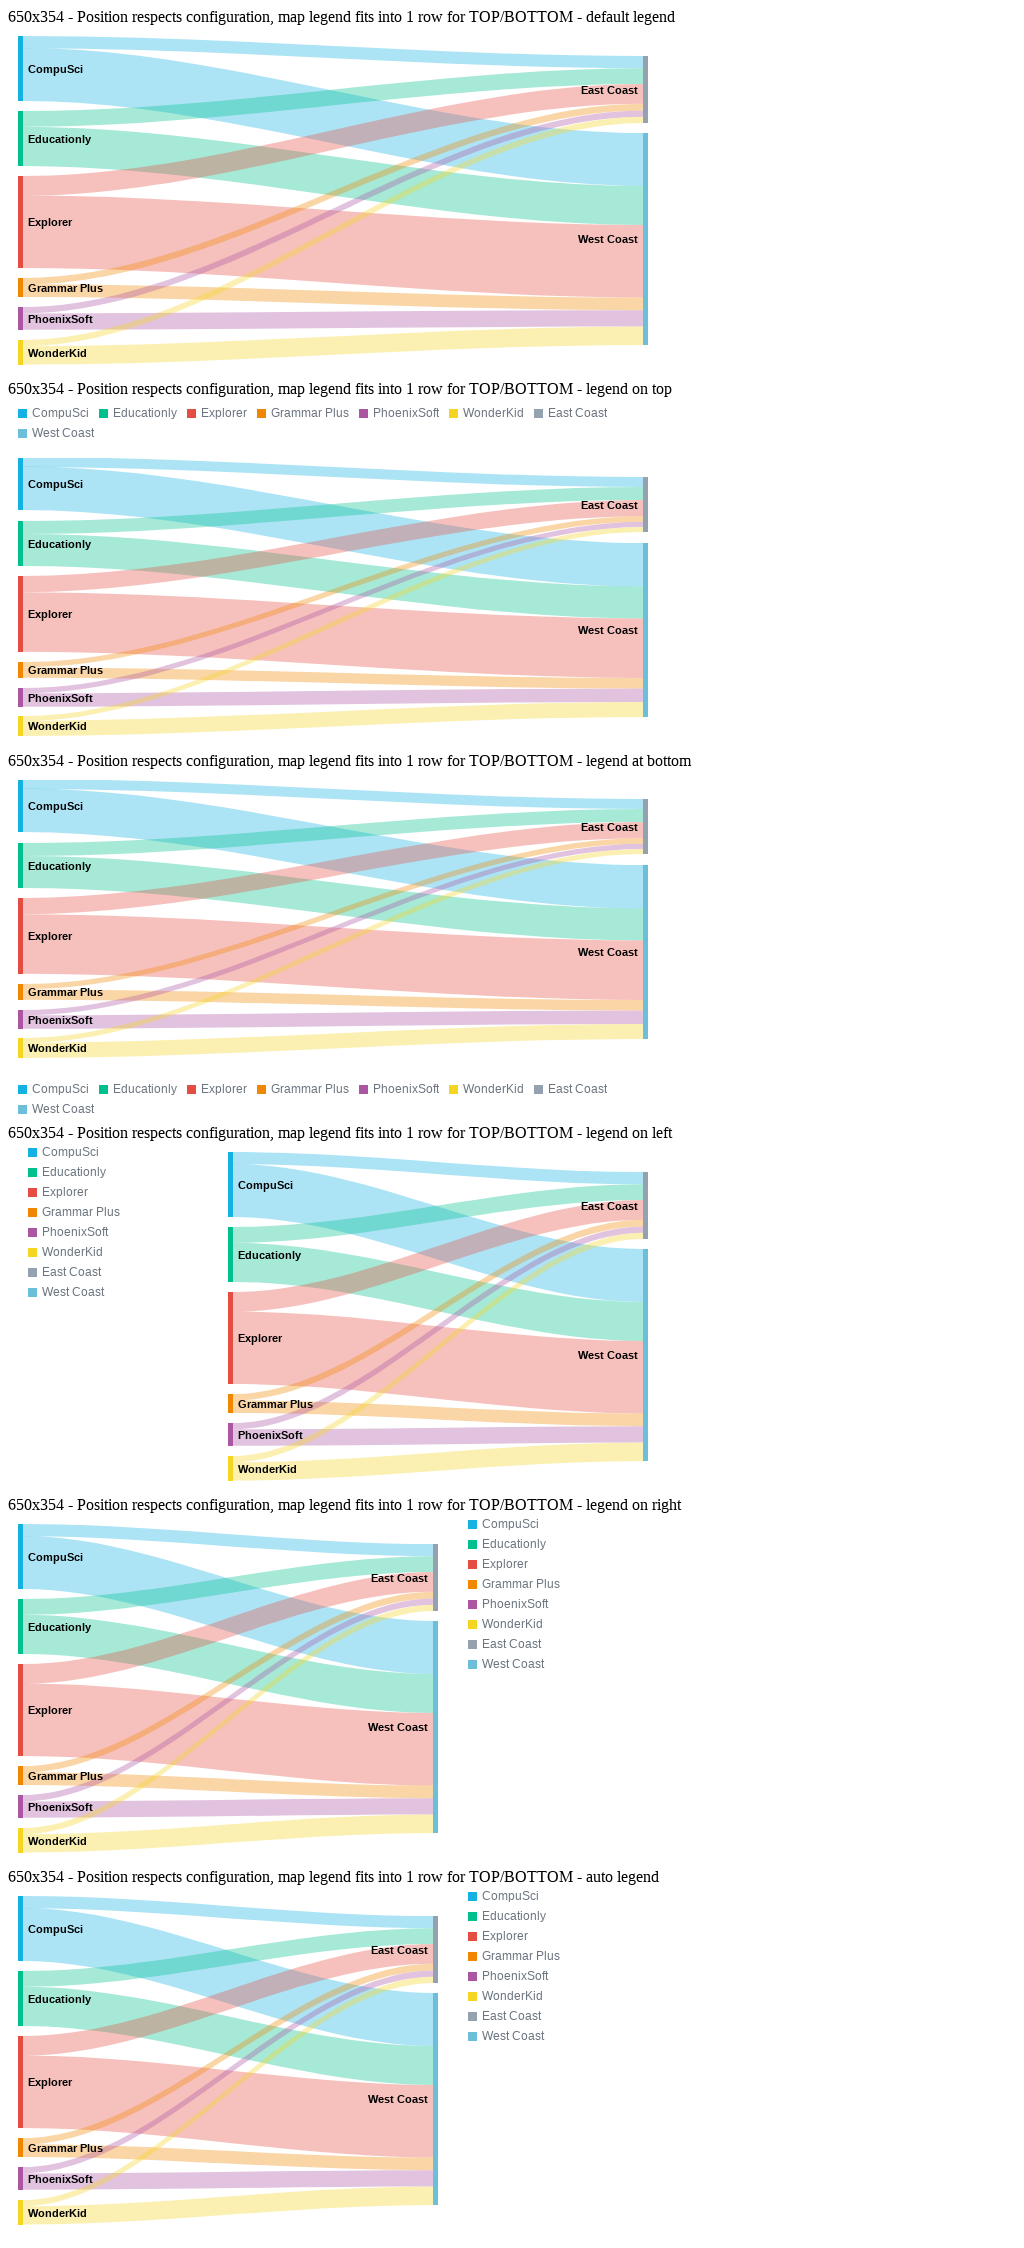 650x354 - Position respects configuration, map legend fits into 1 row for TOP/BOTTOM - default legend
CompuSci
East Coast
Educationly
Explorer
West Coast
Grammar Plus
PhoenixSoft
WonderKid
650x354 - Position respects configuration, map legend fits into 1 row for TOP/BOTTOM - legend on top
CompuSci Educationly Explorer Grammar Plus PhoenixSoft WonderKid East Coast
West Coast
CompuSci
East Coast
Educationly
Explorer
West Coast
Grammar Plus
PhoenixSoft
WonderKid
650x354 - Position respects configuration, map legend fits into 1 row for TOP/BOTTOM - legend at bottom
CompuSci
East Coast
Educationly
Explorer
West Coast
Grammar Plus
PhoenixSoft
WonderKid
CompuSci Educationly Explorer Grammar Plus PhoenixSoft WonderKid East Coast
West Coast
650x354 - Position respects configuration, map legend fits into 1 row for TOP/BOTTOM - legend on left
CompuSci
Educationly
Explorer
Grammar Plus
PhoenixSoft
WonderKid
East Coast
West Coast
CompuSci
East Coast
Educationly
Explorer
West Coast
Grammar Plus
PhoenixSoft
WonderKid
650x354 - Position respects configuration, map legend fits into 1 row for TOP/BOTTOM - legend on right
CompuSci
East Coast
Educationly
Explorer
West Coast
Grammar Plus
PhoenixSoft
WonderKid
CompuSci
Educationly
Explorer
Grammar Plus
PhoenixSoft
WonderKid
East Coast
West Coast
650x354 - Position respects configuration, map legend fits into 1 row for TOP/BOTTOM - auto legend
CompuSci
East Coast
Educationly
Explorer
West Coast
Grammar Plus
PhoenixSoft
WonderKid
CompuSci
Educationly
Explorer
Grammar Plus
PhoenixSoft
WonderKid
East Coast
West Coast